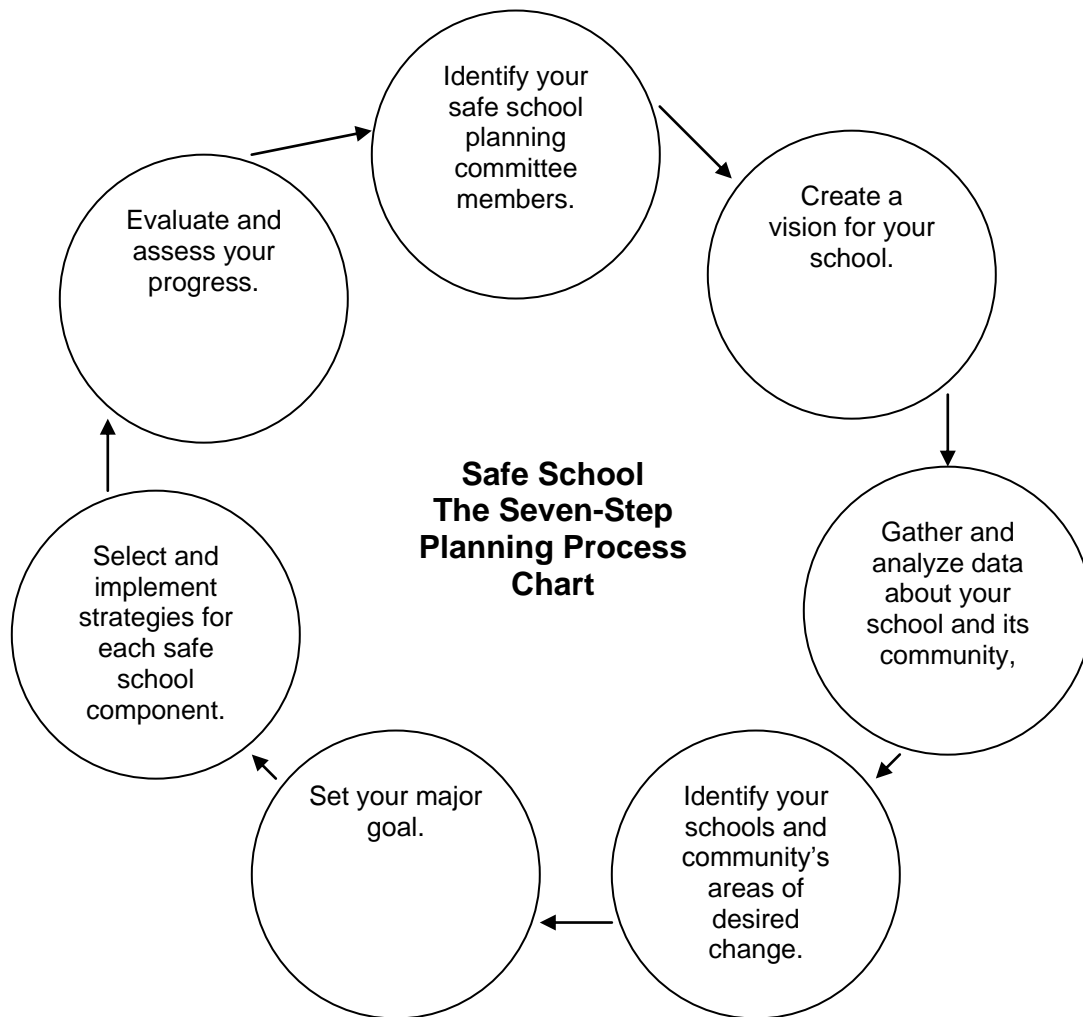 Identify your
safe school
planning
committee
members.
Create a
vision for your
school.
Gather and
analyze data
about your
school and its
community,
Identify your
schools and
community’s
areas of
desired
change.
Set your major
goal.
Select and
implement
strategies for
each safe
school
component.
Evaluate and
assess your
progress.
Safe School
The Seven-Step
Planning Process
Chart